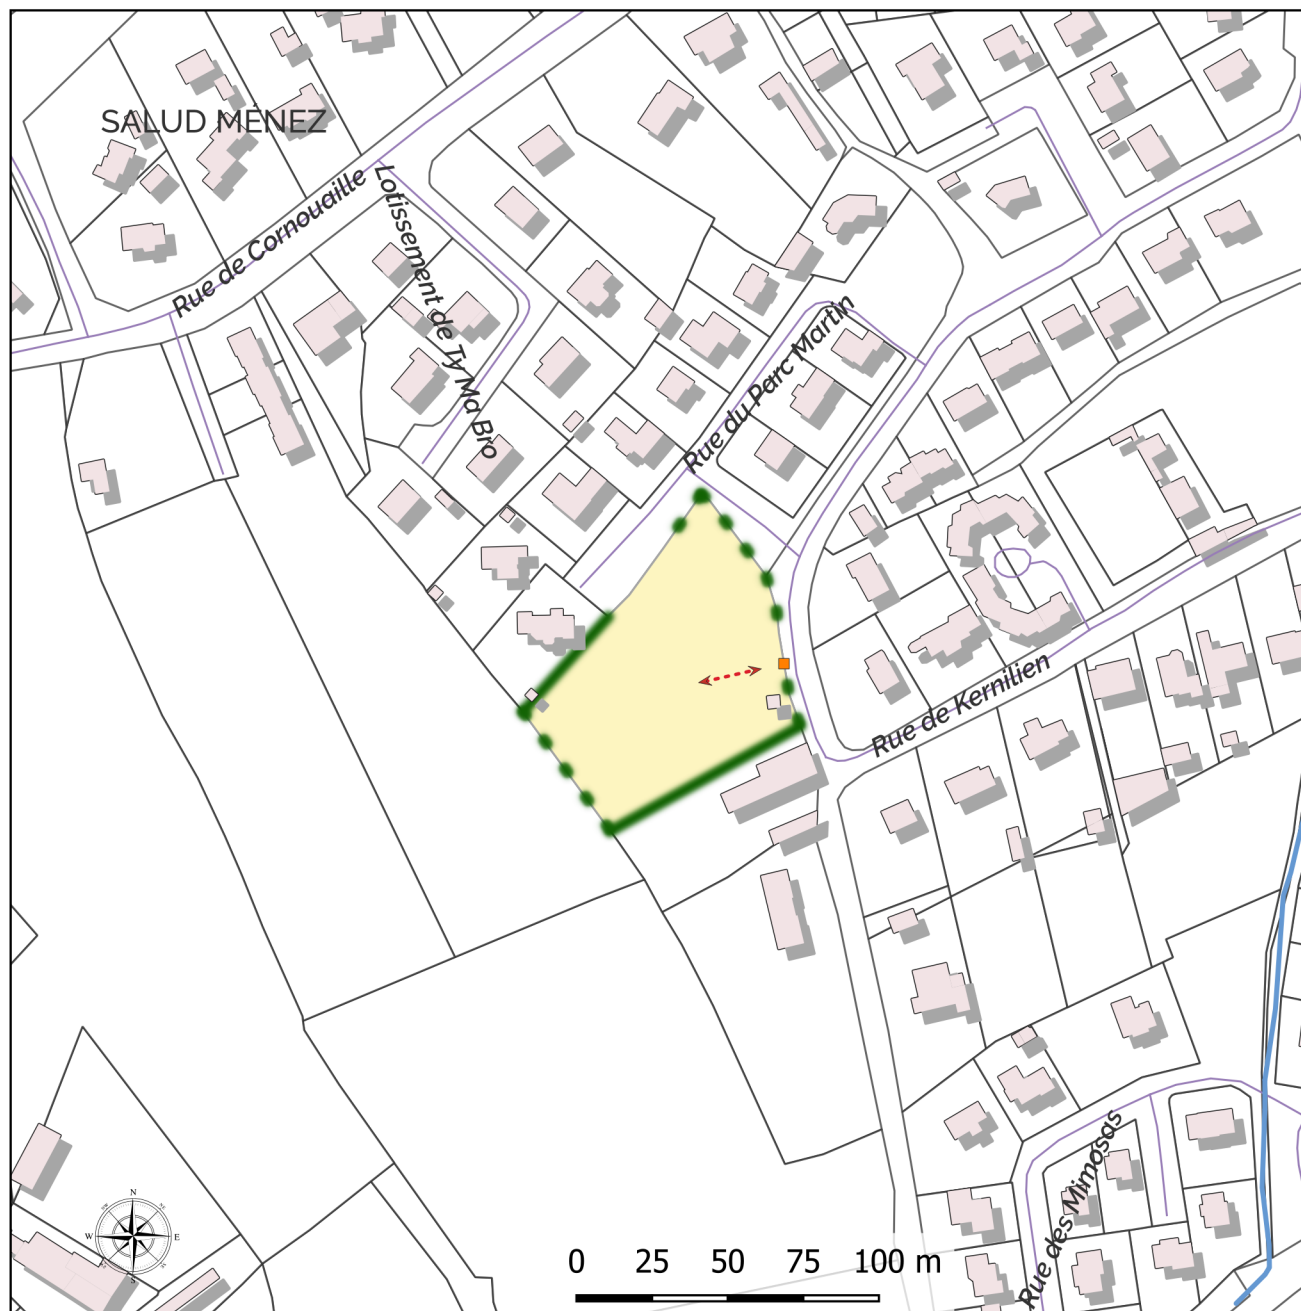 SALUD MÉNEZ
Rue de Cornouaille
Lotissement de Ty Ma Bro
Rue du Parc Martin
Rue de Kernilien
Rue des Mimosas
N
W
E
S
0 25 50 75 100 m